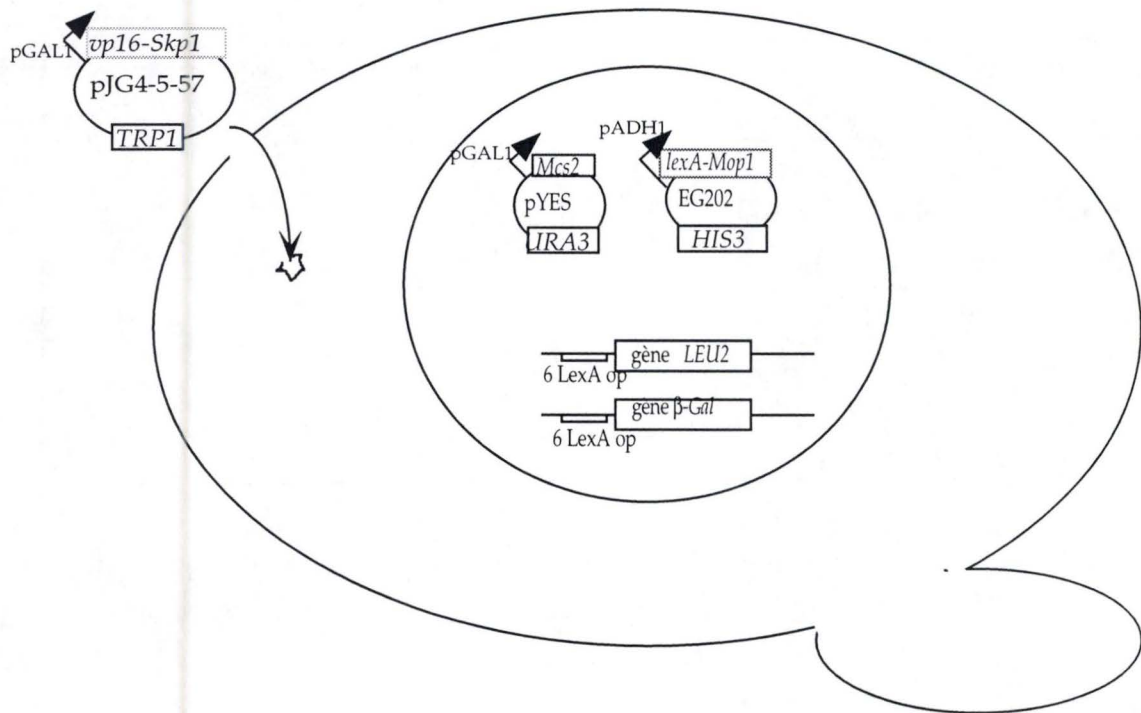 pGAL1
vp16-Skp1
pJG4-5-57
TRP1
pGAL1
Mcs2
pYES
URA3
pADH1
lexA-Mop1
EG202
HIS3
gène LEU2
6 LexA op
gène β-Gal
6 LexA op